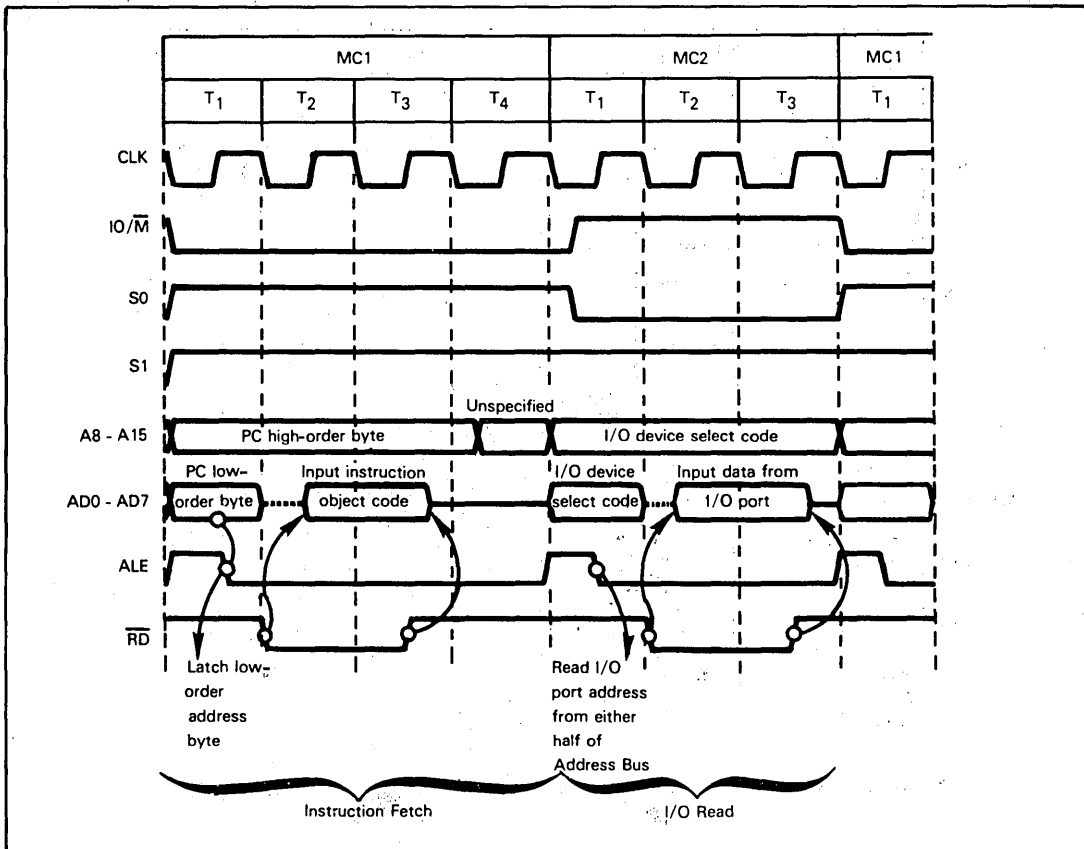 MC1 MC2 MC1
T1 T2 T3 T4 T1 T2 T3 T1
CLK
IO/M̅
S0
S1
Unspecified
A8 - A15 PC high-order byte I/O device select code
PC low- Input instruction I/O device Input data from
AD0 - AD7 order byte object code select code I/O port
ALE
R̅D̅
Latch low-
order
address
byte
Read I/O
port address
from either
half of
Address Bus
Instruction Fetch I/O Read